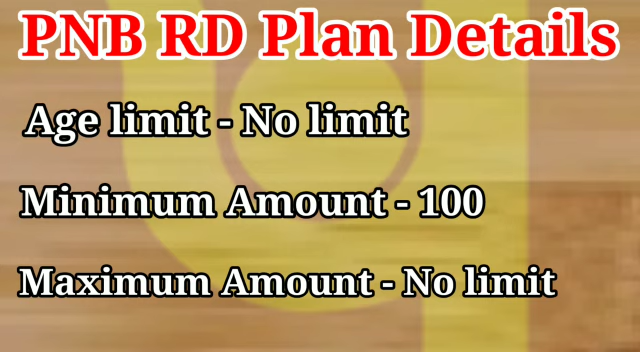 PNB RD Plan Details
Age limit - No limit
Minimum Amount - 100
Maximum Amount - No limit